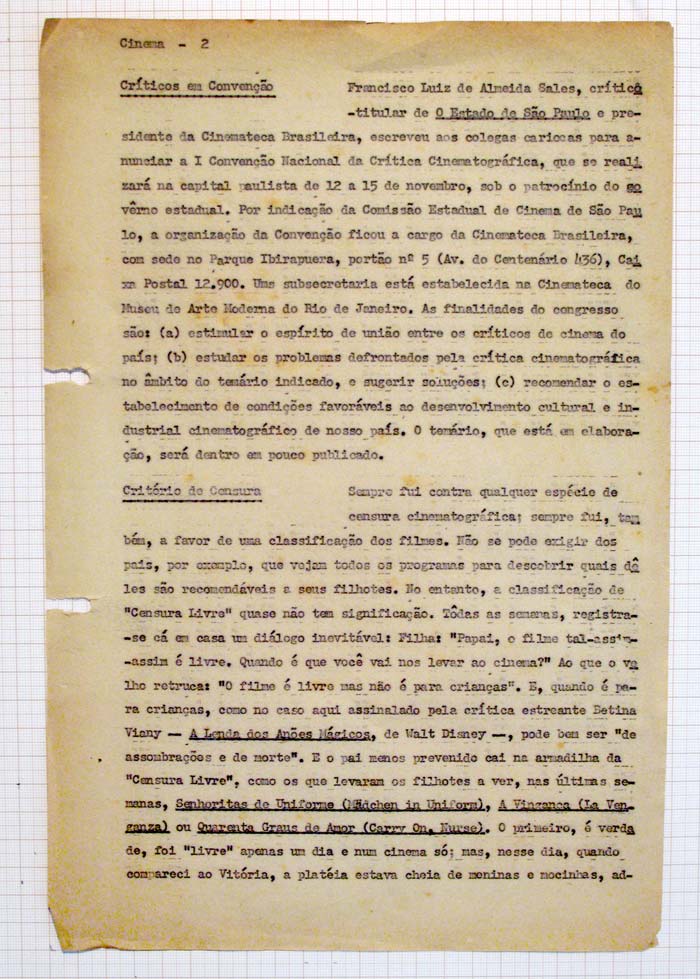 Cinema - 2
Críticos em Convenção Francisco Luiz de Almeida Sales, crítico
-titular de O Estado de São Paulo e pre-
sidente da Cinemateca Brasileira, escreveu aos colegas cariocas para a-
nunciar a I Convenção Nacional da Crítica Cinematográfica, que se reali
zará na capital paulista de 12 a 15 de novembro, sob o patrocínio do go
vêrno estadual. Por indicação da Comissão Estadual de Cinema de São Pau
lo, a organização da Convenção ficou a cargo da Cinemateca Brasileira,
com sede no Parque Ibirapuera, portão nº 5 (Av. do Centenário 436), Cai
xa Postal 12.900. Uma subsecretaria está estabelecida na Cinemateca do
Museu de Arte Moderna do Rio de Janeiro. As finalidades do congresso
são: (a) estimular o espírito de união entre os críticos de cinema do
país; (b) estudar os problemas defrontados pela crítica cinematográfica
no âmbito do temário indicado, e sugerir soluções; (c) recomendar o es-
tabelecimento de condições favoráveis ao desenvolvimento cultural e in-
dustrial cinematográfico de nosso país. O temário, que está em elabora-
ção, será dentro em pouco publicado.
Critério de Censura Sempre fui contra qualquer espécie de
censura cinematográfica; sempre fui, tam
bém, a favor de uma classificação dos filmes. Não se pode exigir dos
pais, por exemplo, que vejam todos os programas para descobrir quais dê
les são recomendáveis a seus filhotes. No entanto, a classificação de
"Censura Livre" quase não tem significação. Tôdas as semanas, registra-
-se cá em casa um diálogo inevitável: Filha: "Papai, o filme tal-assim-
-assim é livre. Quando é que você vai nos levar ao cinema?" Ao que o ve
lho retruca: "O filme é livre mas não é para crianças". E, quando é pa-
ra crianças, como no caso aqui assinalado pela crítica estreante Betina
Viany — A Lenda dos Anões Mágicos, de Walt Disney —, pode bem ser "de
assombrações e de morte". E o pai menos prevenido cai na armadilha da
"Censura Livre", como os que levaram os filhotes a ver, nas últimas se-
manas, Senhoritas de Uniforme (Mädchen in Uniform), A Vingança (La Ven-
ganza) ou Quarenta Graus de Amor (Carry On, Nurse). O primeiro, é verda
de, foi "livre" apenas um dia e num cinema só; mas, nesse dia, quando
compareci ao Vitória, a platéia estava cheia de meninas e mocinhas, ad-